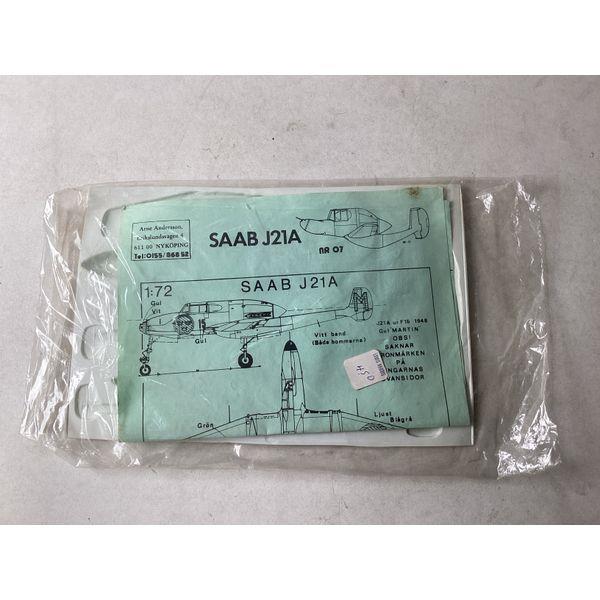 Arne Andersson,
611 00 NYKÖPING
Tel:0155/868 52
SAAB J21A
NR 07
1:72
SAAB J21A
Gul
Vit
Gul
Vitt band
(Båda bommarna)
J21A ur F15 1948
Gul "MARTIN"
OBS!
SAKNAR
KRONMÄRKEN
PÅ
VINGARNAS
OVANSIDOR
Grön
Ljust
Blågrå